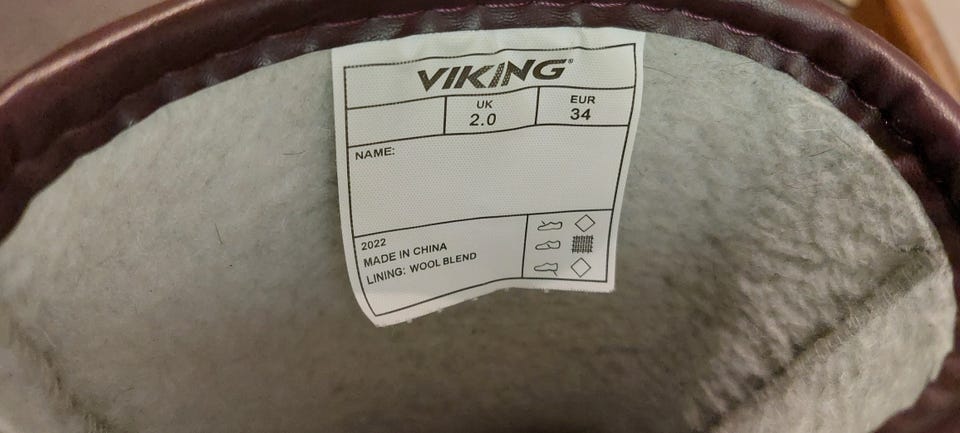 VIKING®
UK EUR
2.0 34
NAME:
2022
MADE IN CHINA
LINING: WOOL BLEND